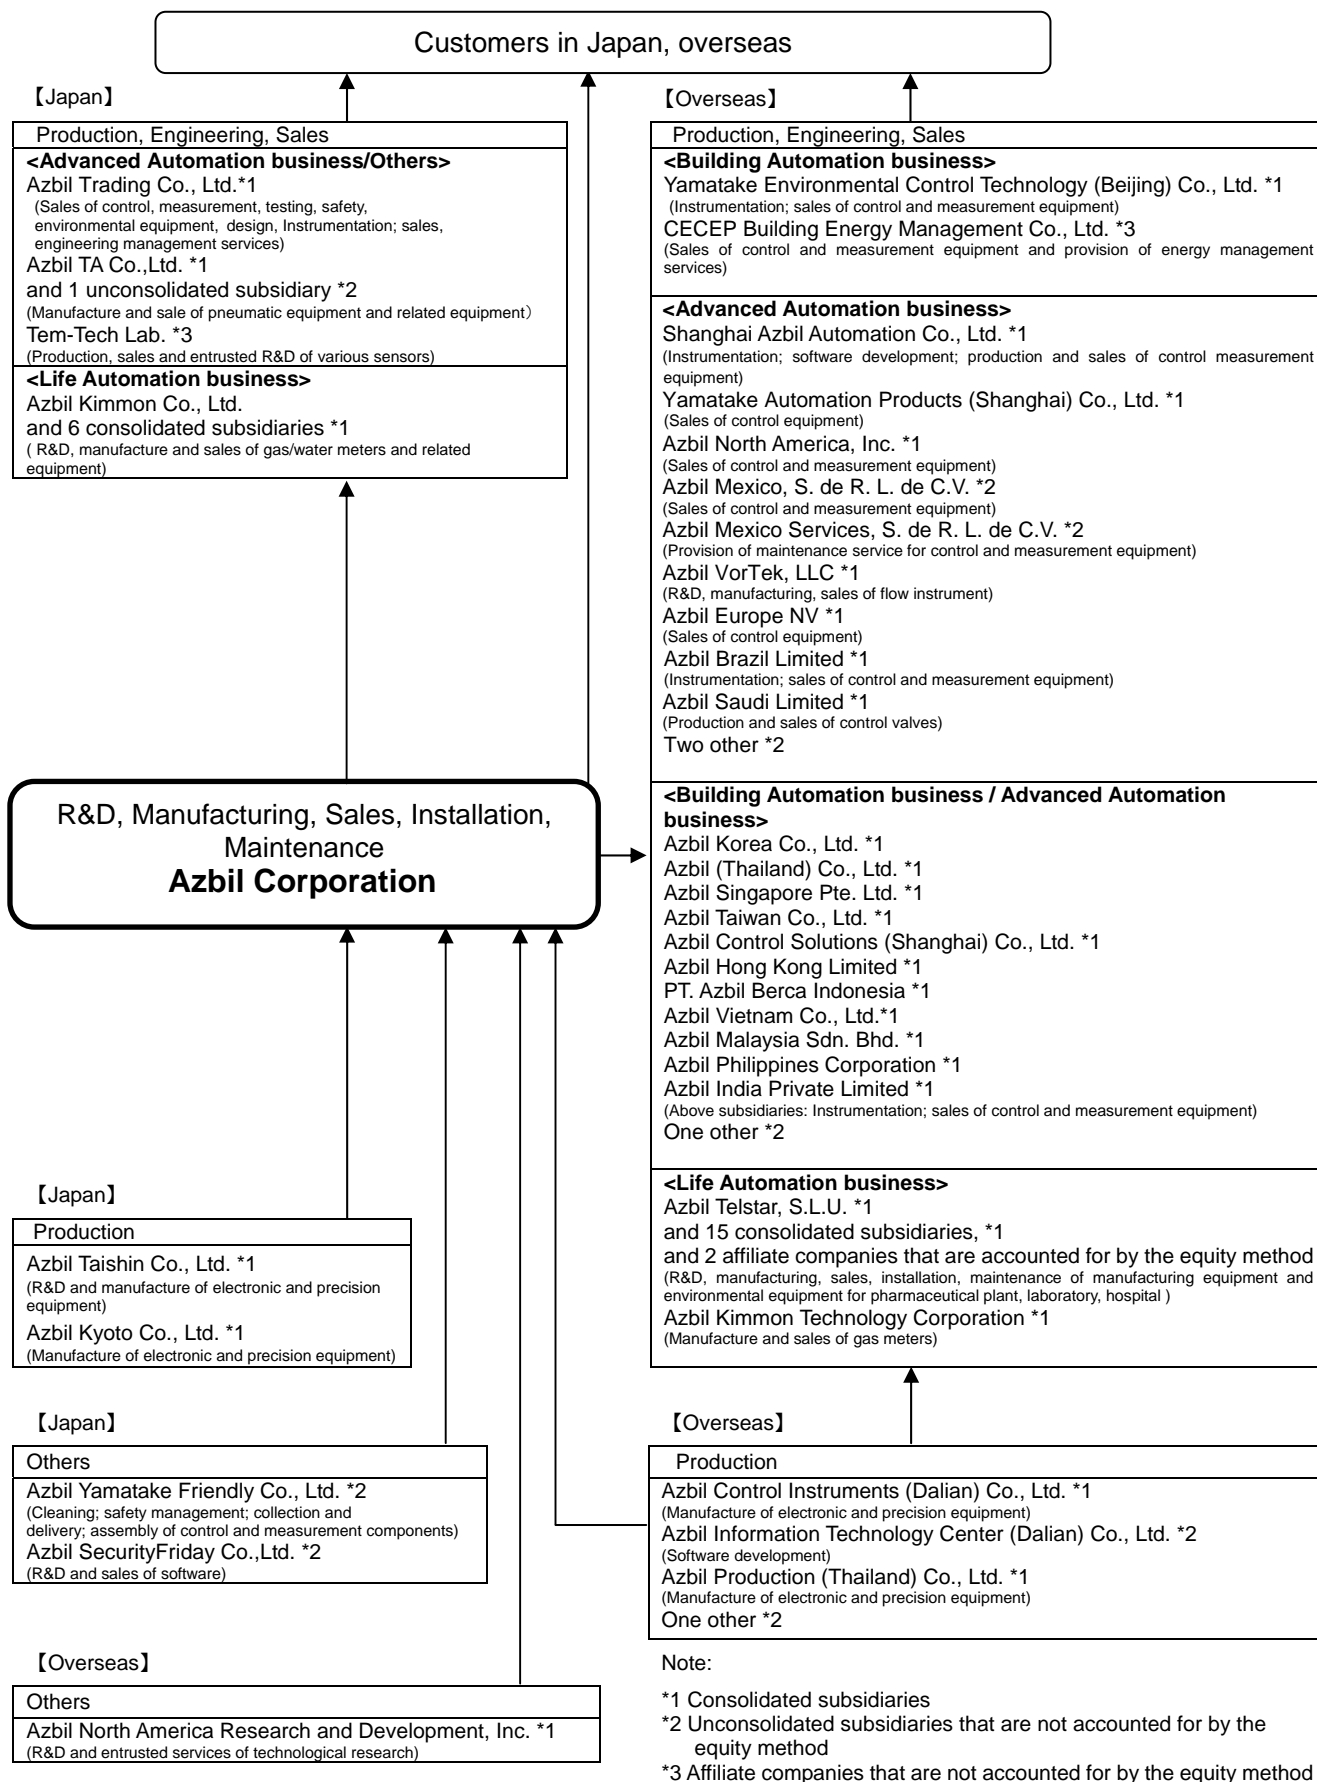 Customers in Japan, overseas
【Japan】
Production, Engineering, Sales
<Advanced Automation business/Others>
Azbil Trading Co., Ltd.*1
(Sales of control, measurement, testing, safety,
environmental equipment, design, Instrumentation; sales,
engineering management services)
Azbil TA Co.,Ltd. *1
and 1 unconsolidated subsidiary *2
(Manufacture and sale of pneumatic equipment and related equipment）
Tem-Tech Lab. *3
(Production, sales and entrusted R&D of various sensors)
<Life Automation business>
Azbil Kimmon Co., Ltd.
and 6 consolidated subsidiaries *1
( R&D, manufacture and sales of gas/water meters and related
equipment)
【Overseas】
Production, Engineering, Sales
<Building Automation business>
Yamatake Environmental Control Technology (Beijing) Co., Ltd. *1
(Instrumentation; sales of control and measurement equipment)
CECEP Building Energy Management Co., Ltd. *3
(Sales of control and measurement equipment and provision of energy management
services)
<Advanced Automation business>
Shanghai Azbil Automation Co., Ltd. *1
(Instrumentation; software development; production and sales of control measurement
equipment)
Yamatake Automation Products (Shanghai) Co., Ltd. *1
(Sales of control equipment)
Azbil North America, Inc. *1
(Sales of control and measurement equipment)
Azbil Mexico, S. de R. L. de C.V. *2
(Sales of control and measurement equipment)
Azbil Mexico Services, S. de R. L. de C.V. *2
(Provision of maintenance service for control and measurement equipment)
Azbil VorTek, LLC *1
(R&D, manufacturing, sales of flow instrument)
Azbil Europe NV *1
(Sales of control equipment)
Azbil Brazil Limited *1
(Instrumentation; sales of control and measurement equipment)
Azbil Saudi Limited *1
(Production and sales of control valves)
Two other *2
<Building Automation business / Advanced Automation
business>
Azbil Korea Co., Ltd. *1
Azbil (Thailand) Co., Ltd. *1
Azbil Singapore Pte. Ltd. *1
Azbil Taiwan Co., Ltd. *1
Azbil Control Solutions (Shanghai) Co., Ltd. *1
Azbil Hong Kong Limited *1
PT. Azbil Berca Indonesia *1
Azbil Vietnam Co., Ltd.*1
Azbil Malaysia Sdn. Bhd. *1
Azbil Philippines Corporation *1
Azbil India Private Limited *1
(Above subsidiaries: Instrumentation; sales of control and measurement equipment)
One other *2
<Life Automation business>
Azbil Telstar, S.L.U. *1
and 15 consolidated subsidiaries, *1
and 2 affiliate companies that are accounted for by the equity method
(R&D, manufacturing, sales, installation, maintenance of manufacturing equipment and
environmental equipment for pharmaceutical plant, laboratory, hospital )
Azbil Kimmon Technology Corporation *1
(Manufacture and sales of gas meters)
R&D, Manufacturing, Sales, Installation,
Maintenance
Azbil Corporation
【Japan】
Production
Azbil Taishin Co., Ltd. *1
(R&D and manufacture of electronic and precision
equipment)
Azbil Kyoto Co., Ltd. *1
(Manufacture of electronic and precision equipment)
【Japan】
Others
Azbil Yamatake Friendly Co., Ltd. *2
(Cleaning; safety management; collection and
delivery; assembly of control and measurement components)
Azbil SecurityFriday Co.,Ltd. *2
(R&D and sales of software)
【Overseas】
Others
Azbil North America Research and Development, Inc. *1
(R&D and entrusted services of technological research)
【Overseas】
Production
Azbil Control Instruments (Dalian) Co., Ltd. *1
(Manufacture of electronic and precision equipment)
Azbil Information Technology Center (Dalian) Co., Ltd. *2
(Software development)
Azbil Production (Thailand) Co., Ltd. *1
(Manufacture of electronic and precision equipment)
One other *2
Note:
*1 Consolidated subsidiaries
*2 Unconsolidated subsidiaries that are not accounted for by the
equity method
*3 Affiliate companies that are not accounted for by the equity method